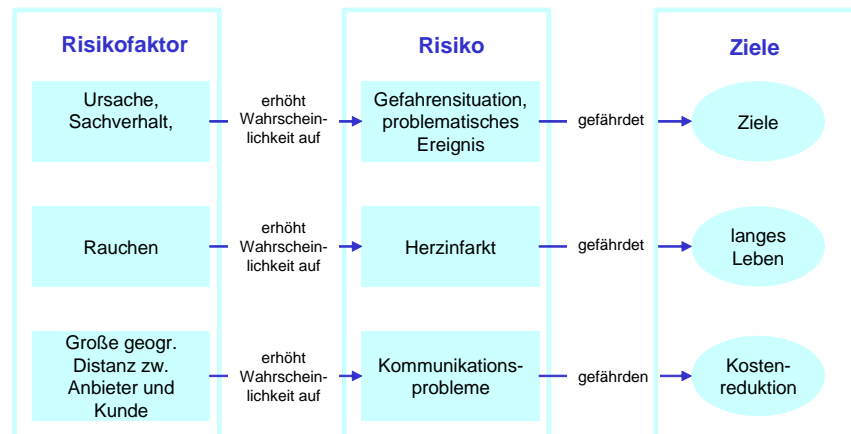 Risikofaktor
Risiko
Ziele
Ursache,
Sachverhalt,
erhöht
Wahrschein-
lichkeit auf
Gefahrensituation,
problematisches
Ereignis
gefährdet
Ziele
Rauchen
erhöht
Wahrschein-
lichkeit auf
Herzinfarkt
gefährdet
langes
Leben
Große geogr.
Distanz zw.
Anbieter und
Kunde
erhöht
Wahrschein-
lichkeit auf
Kommunikations-
probleme
gefährden
Kosten-
reduktion